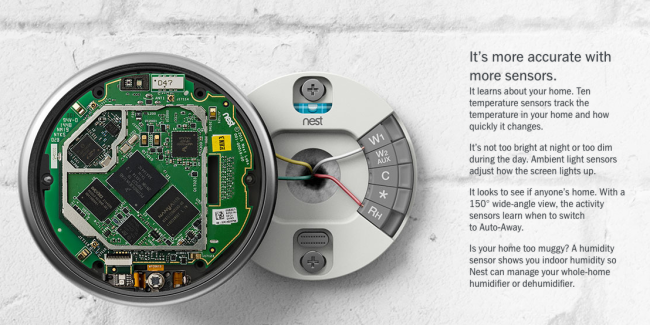 It's more accurate with
more sensors.
It learns about your home. Ten
temperature sensors track the
temperature in your home and how
quickly it changes.
It's not too bright at night or too dim
during the day. Ambient light sensors
adjust how the screen lights up.
It looks to see if anyone's home. With a
150° wide-angle view, the activity
sensors learn when to switch
to Auto-Away.
Is your home too muggy? A humidity
sensor shows you indoor humidity so
Nest can manage your whole-home
humidifier or dehumidifier.
nest
W1
W2
AUX
C
*
RH
nest
94V-0